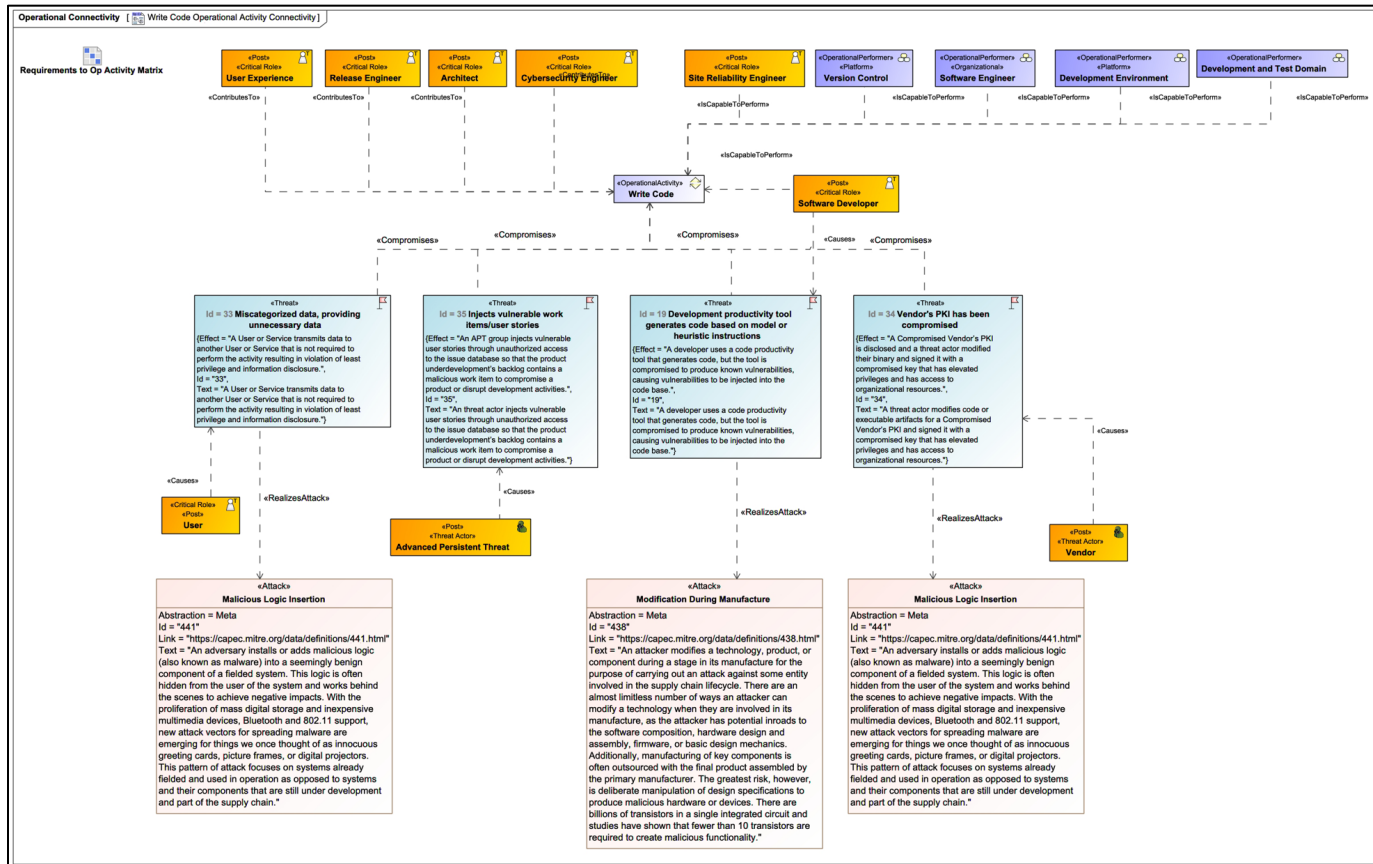 Operational Connectivity [ Write Code Operational Activity Connectivity ]
Requirements to Op Activity Matrix
«Post»
«Critical Role»
User Experience
«Post»
«Critical Role»
Release Engineer
«Post»
«Critical Role»
Architect
«Post»
«Critical Role»
Cybersecurity Engineer
«ContributesTo»
«Post»
«Critical Role»
Site Reliability Engineer
«OperationalPerformer»
«Platform»
Version Control
«OperationalPerformer»
«Organizational»
Software Engineer
«OperationalPerformer»
«Platform»
Development Environment
«OperationalPerformer»
Development and Test Domain
«ContributesTo»
«ContributesTo»
«ContributesTo»
«IsCapableToPerform»
«IsCapableToPerform»
«IsCapableToPerform»
«IsCapableToPerform»
«IsCapableToPerform»
«IsCapableToPerform»
«OperationalActivity»
Write Code
«Post»
«Critical Role»
Software Developer
«Compromises»
«Compromises»
«Compromises»
«Causes»
«Compromises»
«Threat»
Id = 33 Miscategorized data, providing
unnecessary data
{Effect = "A User or Service transmits data to
another User or Service that is not required to
perform the activity resulting in violation of least
privilege and information disclosure.",
Id = "33",
Text = "A User or Service transmits data to
another User or Service that is not required to
perform the activity resulting in violation of least
privilege and information disclosure."}
«Threat»
Id = 35 Injects vulnerable work
items/user stories
{Effect = "An APT group injects vulnerable
user stories through unauthorized access
to the issue database so that the product
underdevelopment's backlog contains a
malicious work item to compromise a
product or disrupt development activities.",
Id = "35",
Text = "An threat actor injects vulnerable
user stories through unauthorized access
to the issue database so that the product
underdevelopment's backlog contains a
malicious work item to compromise a
product or disrupt development activities."}
«Threat»
Id = 19 Development productivity tool
generates code based on model or
heuristic instructions
{Effect = "A developer uses a code productivity
tool that generates code, but the tool is
compromised to produce known vulnerabilities,
causing vulnerabilities to be injected into the
code base.",
Id = "19",
Text = "A developer uses a code productivity
tool that generates code, but the tool is
compromised to produce known vulnerabilities,
causing vulnerabilities to be injected into the
code base."}
«Threat»
Id = 34 Vendor's PKI has been
compromised
{Effect = "A Compromised Vendor's PKI
is disclosed and a threat actor modified
their binary and signed it with a
compromised key that has elevated
privileges and has access to
organizational resources.",
Id = "34",
Text = "A threat actor modifies code or
executable artifacts for a Compromised
Vendor's PKI and signed it with a
compromised key that has elevated
privileges and has access to
organizational resources."}
«Causes»
«Causes»
«Causes»
«RealizesAttack»
«RealizesAttack»
«RealizesAttack»
«Critical Role»
«Post»
User
«Post»
«Threat Actor»
Advanced Persistent Threat
«Post»
«Threat Actor»
Vendor
«Attack»
Malicious Logic Insertion
Abstraction = Meta
Id = "441"
Link = "https://capec.mitre.org/data/definitions/441.html"
Text = "An adversary installs or adds malicious logic
(also known as malware) into a seemingly benign
component of a fielded system. This logic is often
hidden from the user of the system and works behind
the scenes to achieve negative impacts. With the
proliferation of mass digital storage and inexpensive
multimedia devices, Bluetooth and 802.11 support,
new attack vectors for spreading malware are
emerging for things we once thought of as innocuous
greeting cards, picture frames, or digital projectors.
This pattern of attack focuses on systems already
fielded and used in operation as opposed to systems
and their components that are still under development
and part of the supply chain."
«Attack»
Modification During Manufacture
Abstraction = Meta
Id = "438"
Link = "https://capec.mitre.org/data/definitions/438.html"
Text = "An attacker modifies a technology, product, or
component during a stage in its manufacture for the
purpose of carrying out an attack against some entity
involved in the supply chain lifecycle. There are an
almost limitless number of ways an attacker can
modify a technology when they are involved in its
manufacture, as the attacker has potential inroads to
the software composition, hardware design and
assembly, firmware, or basic design mechanics.
Additionally, manufacturing of key components is
often outsourced with the final product assembled by
the primary manufacturer. The greatest risk, however,
is deliberate manipulation of design specifications to
produce malicious hardware or devices. There are
billions of transistors in a single integrated circuit and
studies have shown that fewer than 10 transistors are
required to create malicious functionality."
«Attack»
Malicious Logic Insertion
Abstraction = Meta
Id = "441"
Link = "https://capec.mitre.org/data/definitions/441.html"
Text = "An adversary installs or adds malicious logic
(also known as malware) into a seemingly benign
component of a fielded system. This logic is often
hidden from the user of the system and works behind
the scenes to achieve negative impacts. With the
proliferation of mass digital storage and inexpensive
multimedia devices, Bluetooth and 802.11 support,
new attack vectors for spreading malware are
emerging for things we once thought of as innocuous
greeting cards, picture frames, or digital projectors.
This pattern of attack focuses on systems already
fielded and used in operation as opposed to systems
and their components that are still under development
and part of the supply chain."